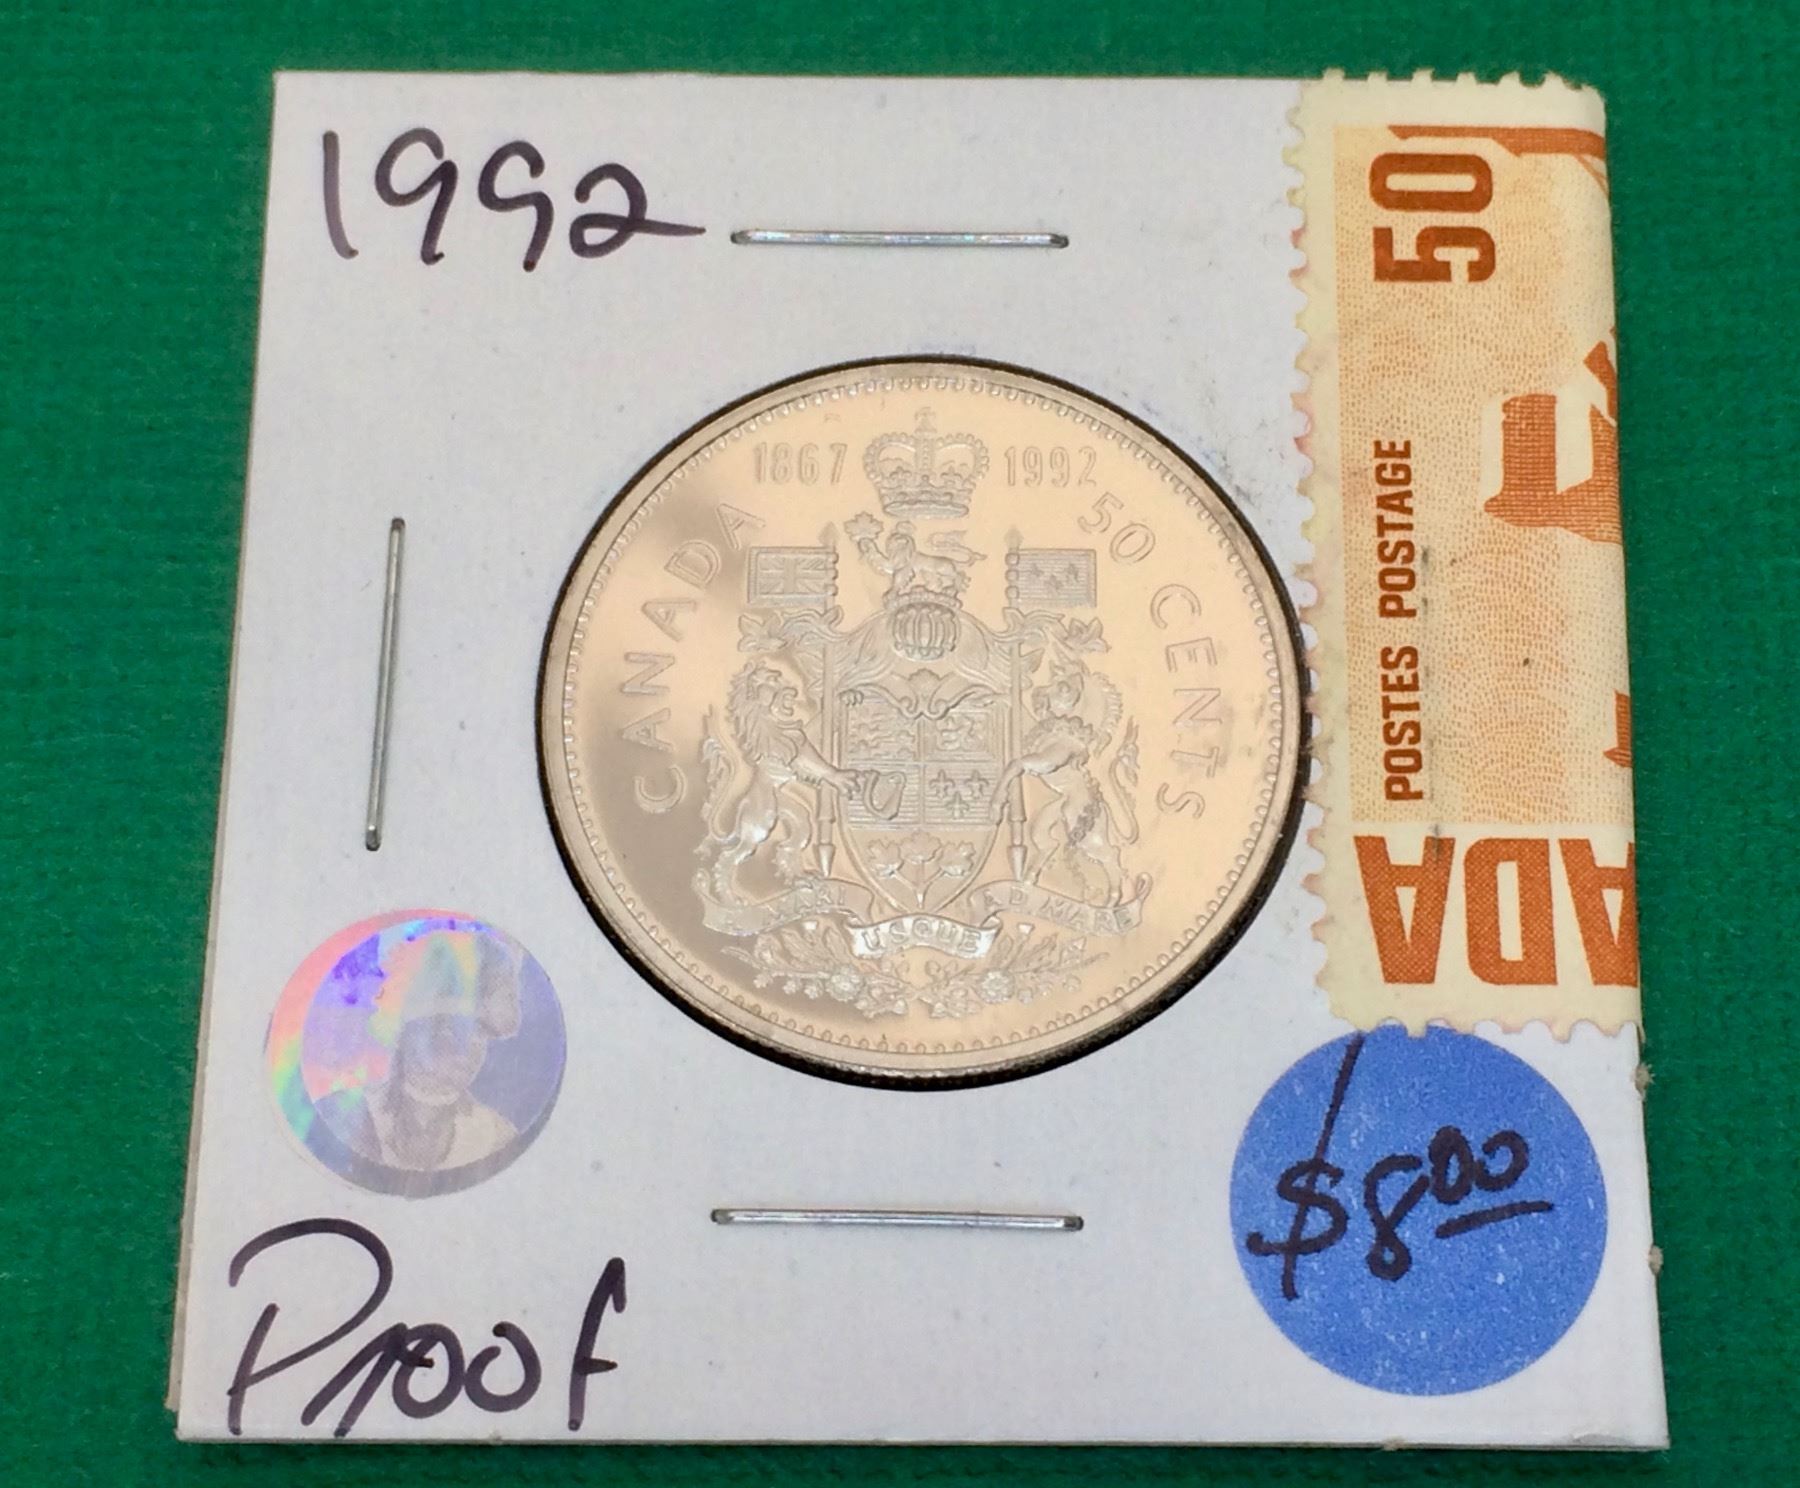 1992
50
POSTES POSTAGE
ADA
1867 1992
CANADA
50 CENTS
A MARI USQUE AD MARE
$8.00
Proof